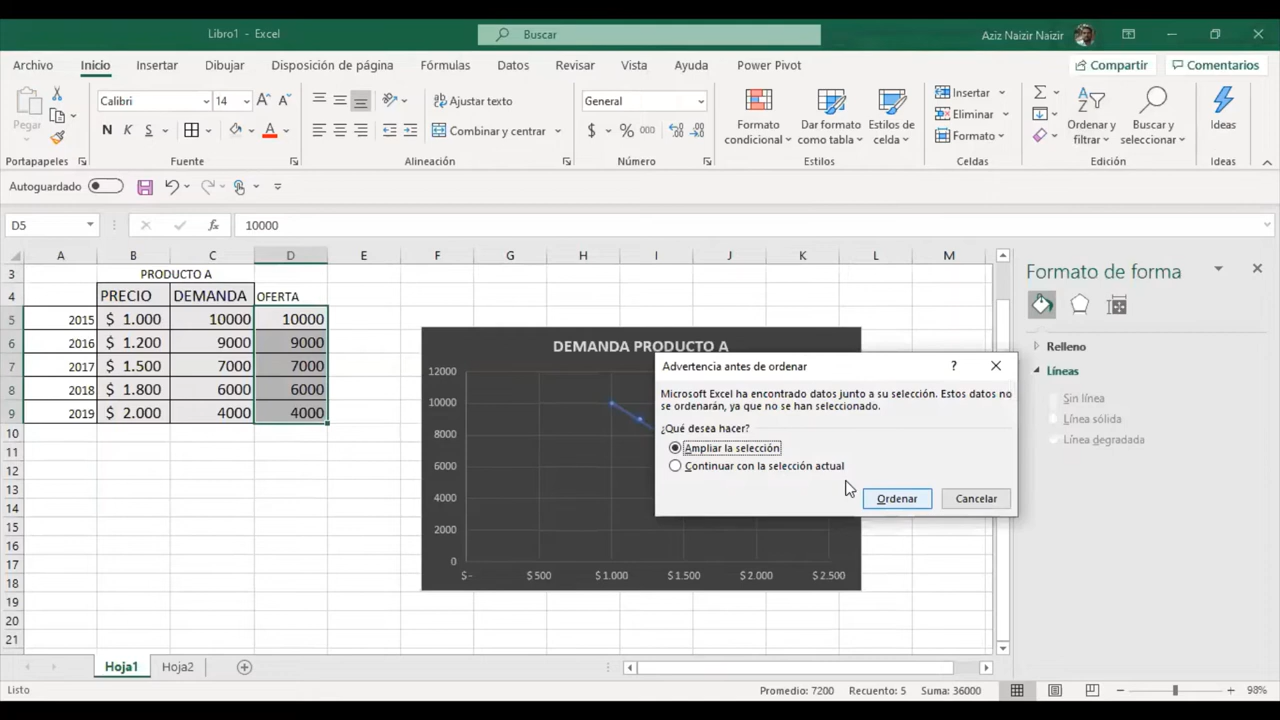 Libro1 - Excel
Buscar
Aziz Naizir Naizir
Archivo Inicio Insertar Dibujar Disposición de página Fórmulas Datos Revisar Vista Ayuda Power Pivot Compartir Comentarios
Pegar
Calibri 14
N K S
Ajustar texto
Combinar y centrar
General
$ % 000
Formato condicional
Dar formato como tabla
Estilos de celda
Insertar
Eliminar
Formato
Ordenar y filtrar
Buscar y seleccionar
Ideas
Portapapeles Fuente Alineación Número Estilos Celdas Edición Ideas
Autoguardado
D5 fx 10000
A B C D E F G H I J K L M
3 PRODUCTO A
4 PRECIO DEMANDA OFERTA
5 2015 $ 1.000 10000 10000
6 2016 $ 1.200 9000 9000
7 2017 $ 1.500 7000 7000
8 2018 $ 1.800 6000 6000
9 2019 $ 2.000 4000 4000
10
11
12
13
14
15
16
17
18
19
20
21
DEMANDA PRODUCTO A
12000
10000
8000
6000
4000
2000
0
$ - $ 500 $ 1.000 $ 1.500 $ 2.000 $ 2.500
Advertencia antes de ordenar ?
Microsoft Excel ha encontrado datos junto a su selección. Estos datos no
se ordenarán, ya que no se han seleccionado.
¿Qué desea hacer?
Ampliar la selección
Continuar con la selección actual
Ordenar Cancelar
Formato de forma
Relleno
Líneas
Sin línea
Línea sólida
Línea degradada
Hoja1 Hoja2
Listo Promedio: 7200 Recuento: 5 Suma: 36000 98%